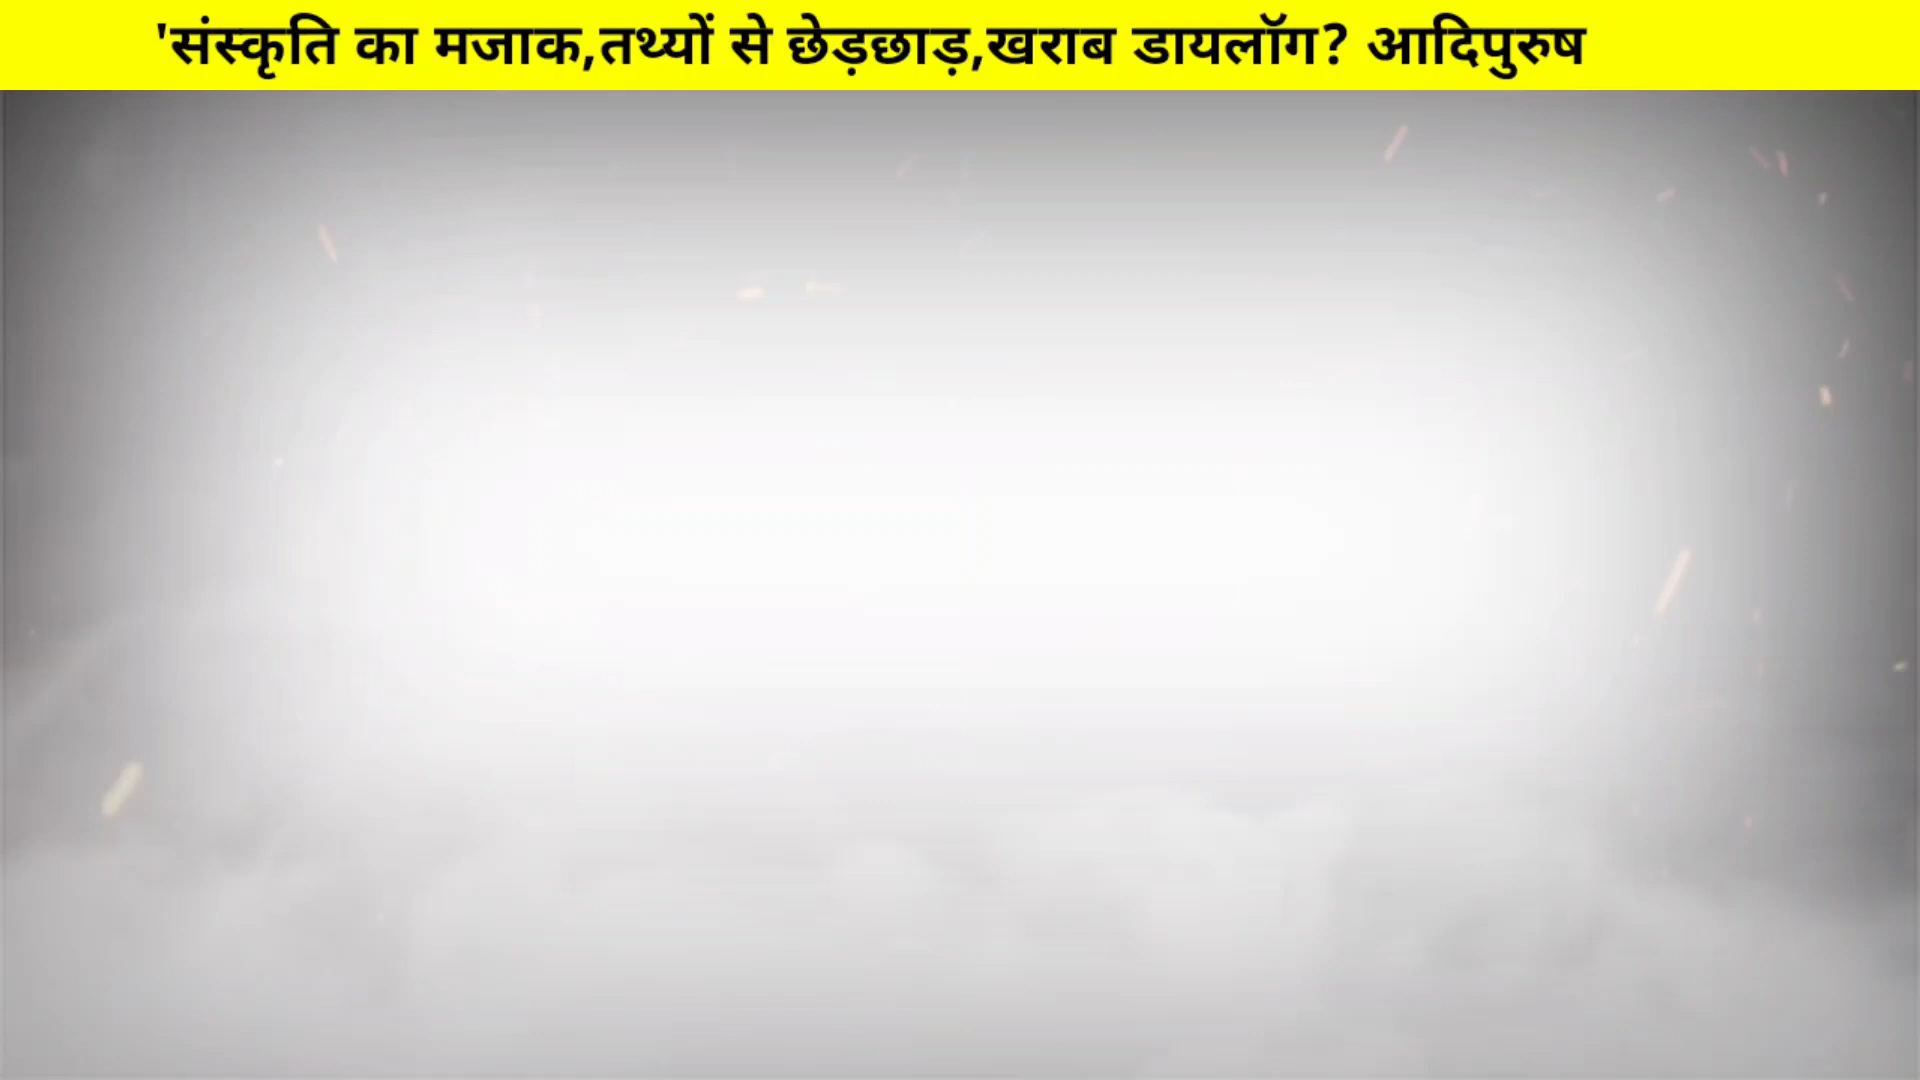 'संस्कृति का मजाक,तथ्यों से छेड़छाड़,खराब डायलॉग? आदिपुरुष